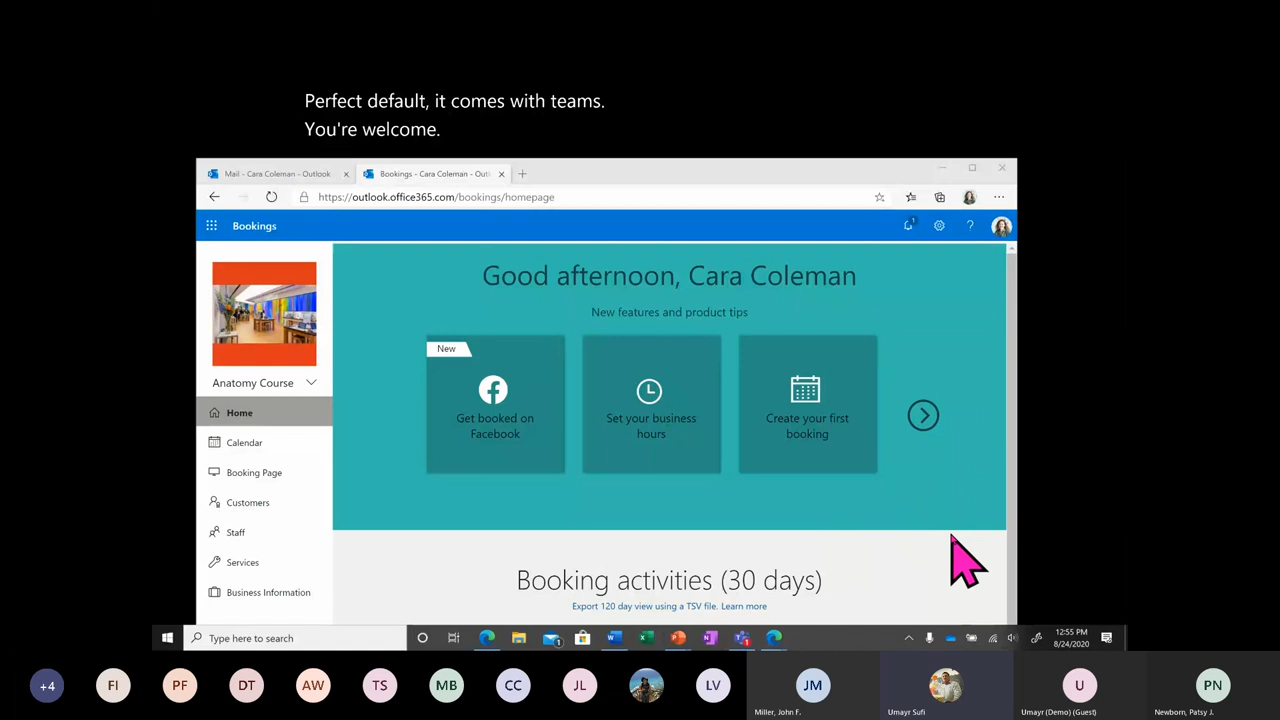 Perfect default, it comes with teams.
You're welcome.
Mail - Cara Coleman - Outlook
Bookings - Cara Coleman - Outl
https://outlook.office365.com/bookings/homepage
Bookings
1
?
Good afternoon, Cara Coleman
New features and product tips
New
Get booked on
Facebook
Set your business
hours
Create your first
booking
Anatomy Course
Home
Calendar
Booking Page
Customers
Staff
Services
Business Information
Booking activities (30 days)
Export 120 day view using a TSV file. Learn more
Type here to search
12:55 PM
8/24/2020
+4
FI
PF
DT
AW
TS
MB
CC
JL
LV
JM
Miller, John F.
Umayr Sufi
U
Umayr (Demo) (Guest)
PN
Newborn, Patsy J.